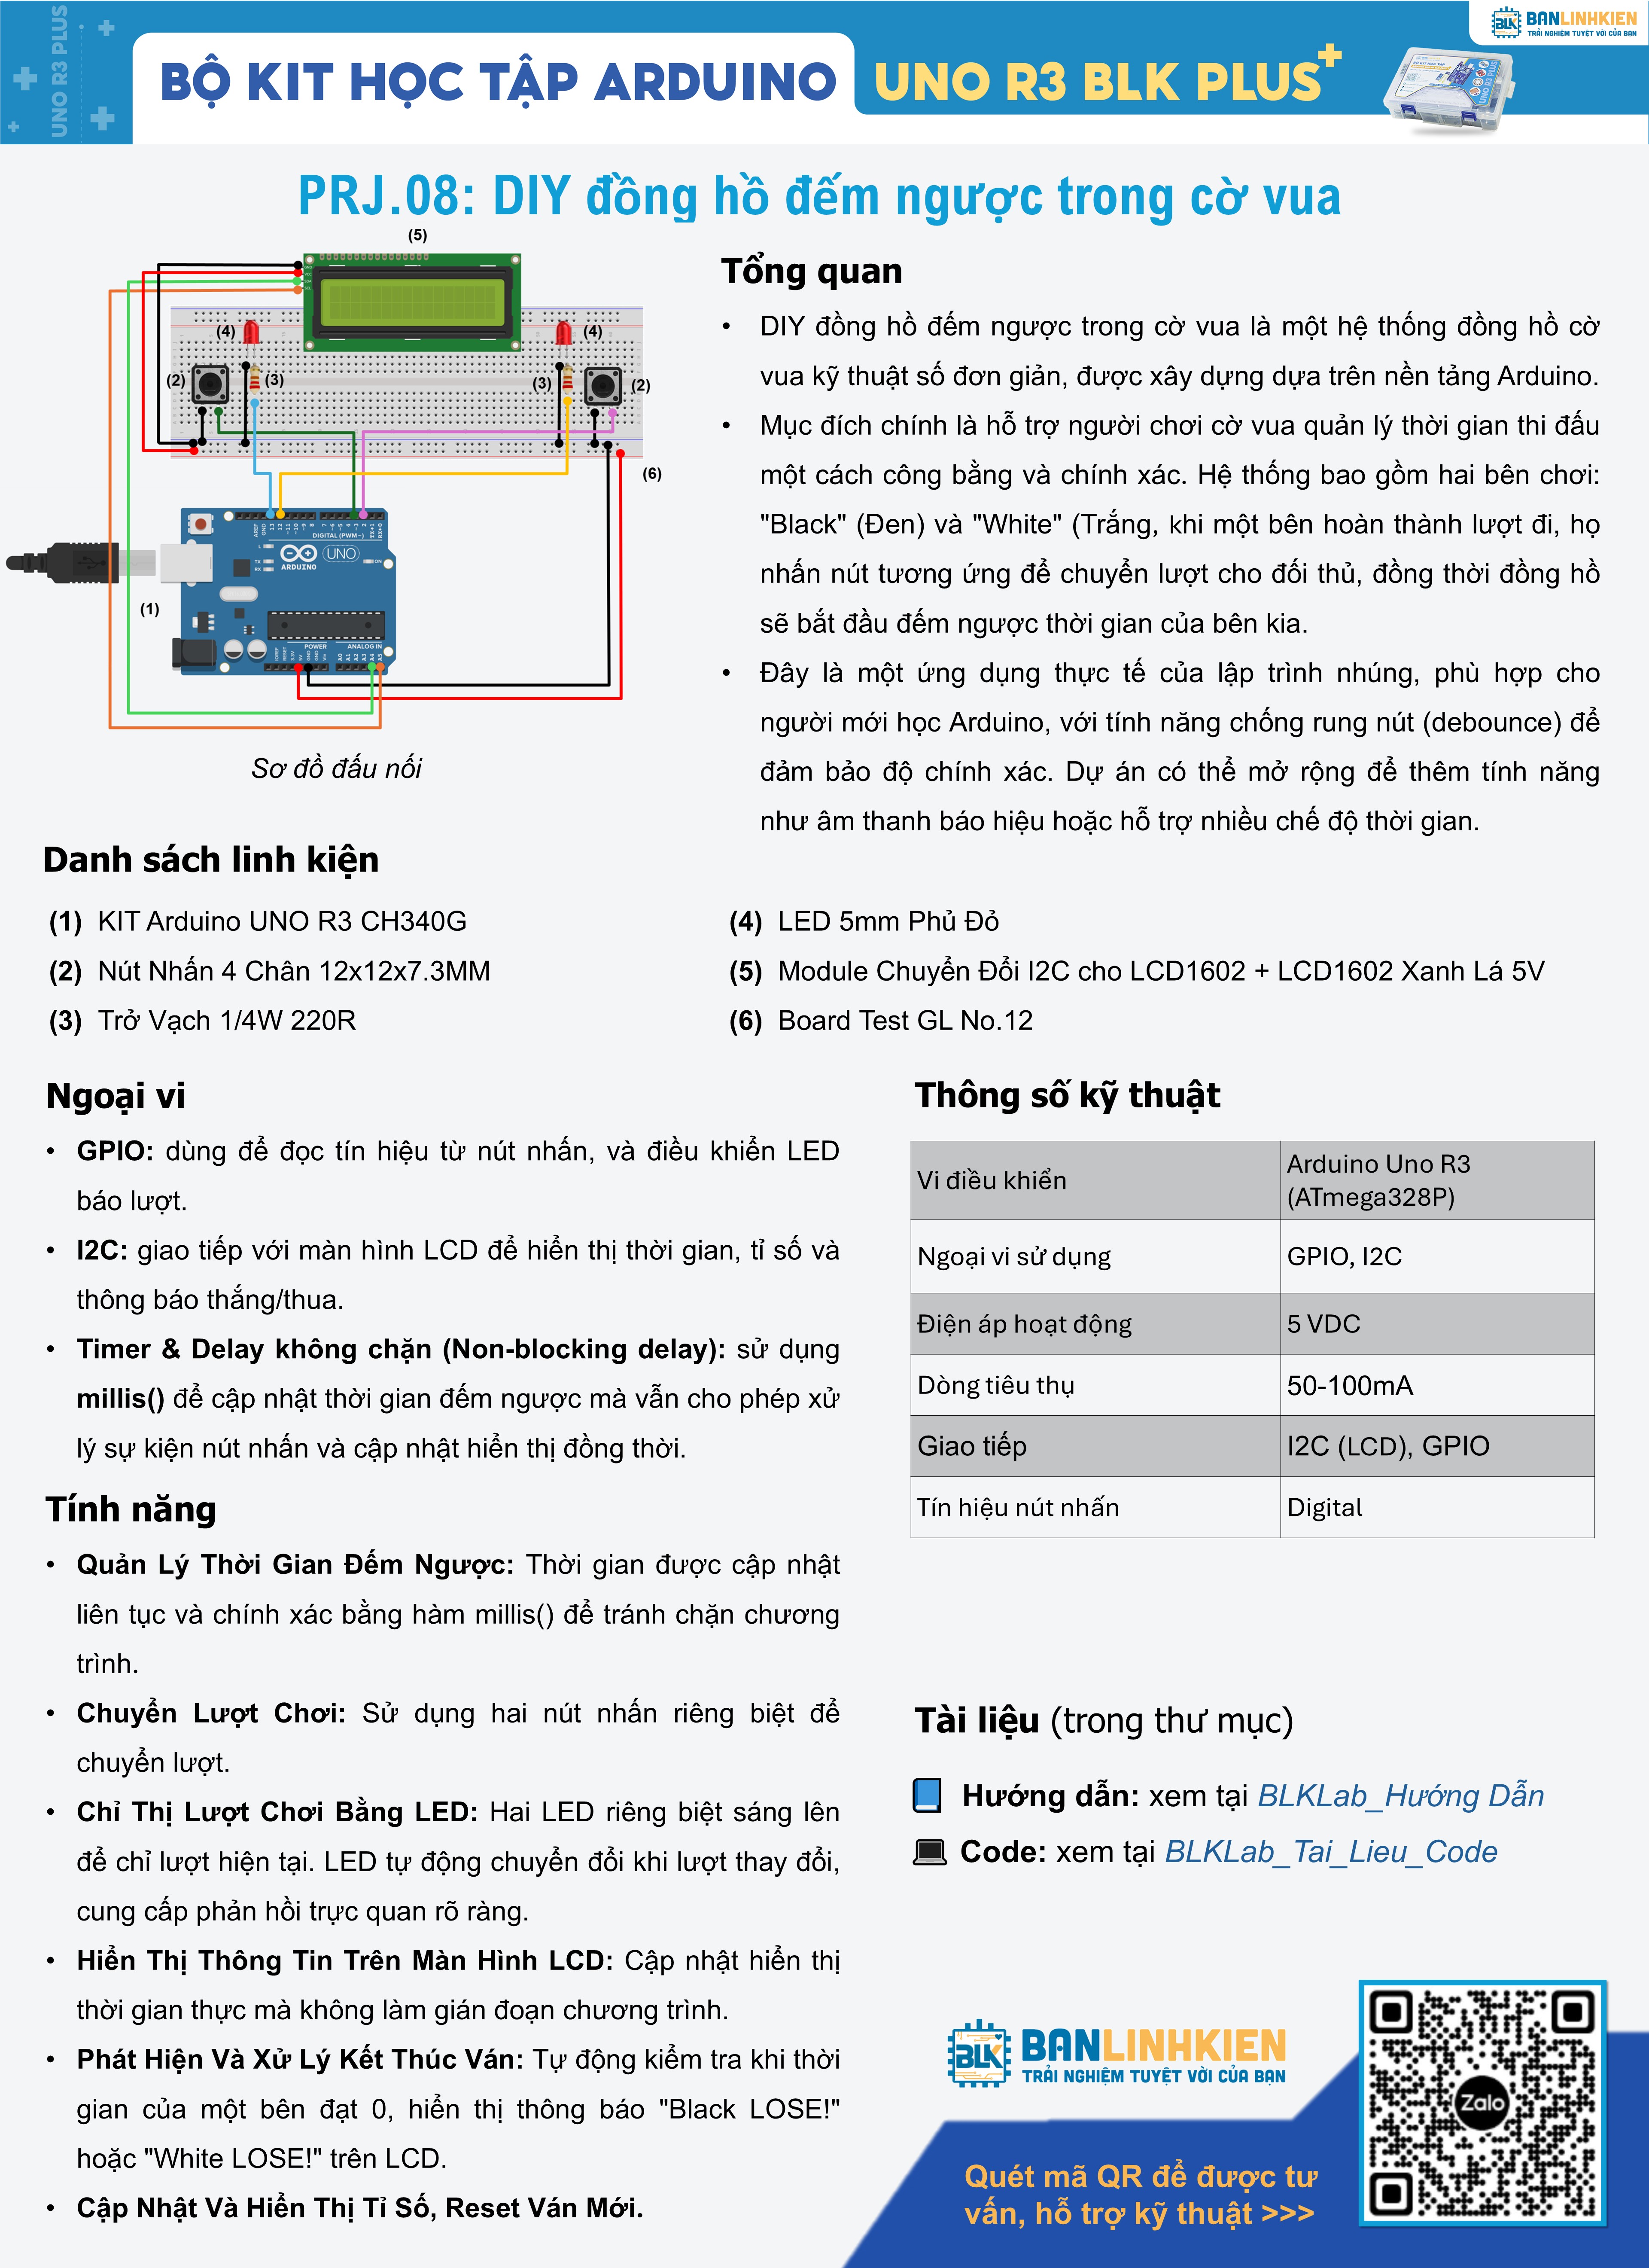 UNO R3 PLUS
BỘ KIT HỌC TẬP ARDUINO
UNO R3 BLK PLUS+
BLK BANLINHKIEN
TRẢI NGHIỆM TUYỆT VỜI CỦA BẠN
PRJ.08: DIY đồng hồ đếm ngược trong cờ vua
(5)
(4)
(4)
(2)
(3)
(3)
(2)
(6)
(1)
DIGITAL (PWM~)
UNO
ARDUINO
POWER
ANALOG IN
Sơ đồ đấu nối
Tổng quan
• DIY đồng hồ đếm ngược trong cờ vua là một hệ thống đồng hồ cờ
vua kỹ thuật số đơn giản, được xây dựng dựa trên nền tảng Arduino.
• Mục đích chính là hỗ trợ người chơi cờ vua quản lý thời gian thi đấu
một cách công bằng và chính xác. Hệ thống bao gồm hai bên chơi:
"Black" (Đen) và "White" (Trắng, khi một bên hoàn thành lượt đi, họ
nhấn nút tương ứng để chuyển lượt cho đối thủ, đồng thời đồng hồ
sẽ bắt đầu đếm ngược thời gian của bên kia.
• Đây là một ứng dụng thực tế của lập trình nhúng, phù hợp cho
người mới học Arduino, với tính năng chống rung nút (debounce) để
đảm bảo độ chính xác. Dự án có thể mở rộng để thêm tính năng
như âm thanh báo hiệu hoặc hỗ trợ nhiều chế độ thời gian.
Danh sách linh kiện
(1) KIT Arduino UNO R3 CH340G
(2) Nút Nhấn 4 Chân 12x12x7.3MM
(3) Trở Vạch 1/4W 220R
(4) LED 5mm Phủ Đỏ
(5) Module Chuyển Đổi I2C cho LCD1602 + LCD1602 Xanh Lá 5V
(6) Board Test GL No.12
Ngoại vi
• GPIO: dùng để đọc tín hiệu từ nút nhấn, và điều khiển LED
báo lượt.
• I2C: giao tiếp với màn hình LCD để hiển thị thời gian, tỉ số và
thông báo thắng/thua.
• Timer & Delay không chặn (Non-blocking delay): sử dụng
millis() để cập nhật thời gian đếm ngược mà vẫn cho phép xử
lý sự kiện nút nhấn và cập nhật hiển thị đồng thời.
Tính năng
• Quản Lý Thời Gian Đếm Ngược: Thời gian được cập nhật
liên tục và chính xác bằng hàm millis() để tránh chặn chương
trình.
• Chuyển Lượt Chơi: Sử dụng hai nút nhấn riêng biệt để
chuyển lượt.
• Chỉ Thị Lượt Chơi Bằng LED: Hai LED riêng biệt sáng lên
để chỉ lượt hiện tại. LED tự động chuyển đổi khi lượt thay đổi,
cung cấp phản hồi trực quan rõ ràng.
• Hiển Thị Thông Tin Trên Màn Hình LCD: Cập nhật hiển thị
thời gian thực mà không làm gián đoạn chương trình.
• Phát Hiện Và Xử Lý Kết Thúc Ván: Tự động kiểm tra khi thời
gian của một bên đạt 0, hiển thị thông báo "Black LOSE!"
hoặc "White LOSE!" trên LCD.
• Cập Nhật Và Hiển Thị Tỉ Số, Reset Ván Mới.
Thông số kỹ thuật
Vi điều khiển
Arduino Uno R3
(ATmega328P)
Ngoại vi sử dụng
GPIO, I2C
Điện áp hoạt động
5 VDC
Dòng tiêu thụ
50-100mA
Giao tiếp
I2C (LCD), GPIO
Tín hiệu nút nhấn
Digital
Tài liệu (trong thư mục)
Hướng dẫn: xem tại BLKLab_Hướng Dẫn
Code: xem tại BLKLab_Tai_Lieu_Code
BLK BANLINHKIEN
TRẢI NGHIỆM TUYỆT VỜI CỦA BẠN
Quét mã QR để được tư
vấn, hỗ trợ kỹ thuật >>>
Zalo